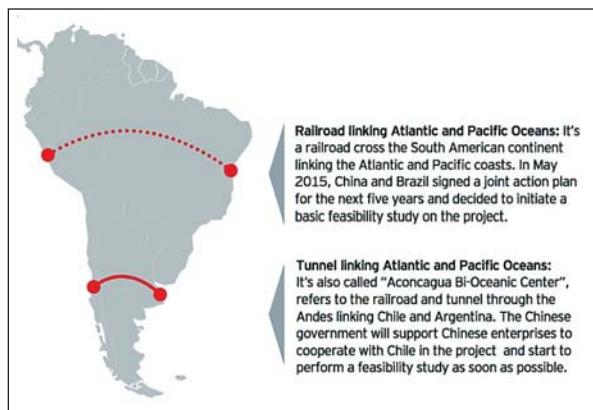 Railroad linking Atlantic and Pacific Oceans: It's
a railroad cross the South American continent
linking the Atlantic and Pacific coasts. In May
2015, China and Brazil signed a joint action plan
for the next five years and decided to initiate a
basic feasibility study on the project.
Tunnel linking Atlantic and Pacific Oceans:
It's also called "Aconcagua Bi-Oceanic Center",
refers to the railroad and tunnel through the
Andes linking Chile and Argentina. The Chinese
government will support Chinese enterprises to
cooperate with Chile in the project and start to
perform a feasibility study as soon as possible.